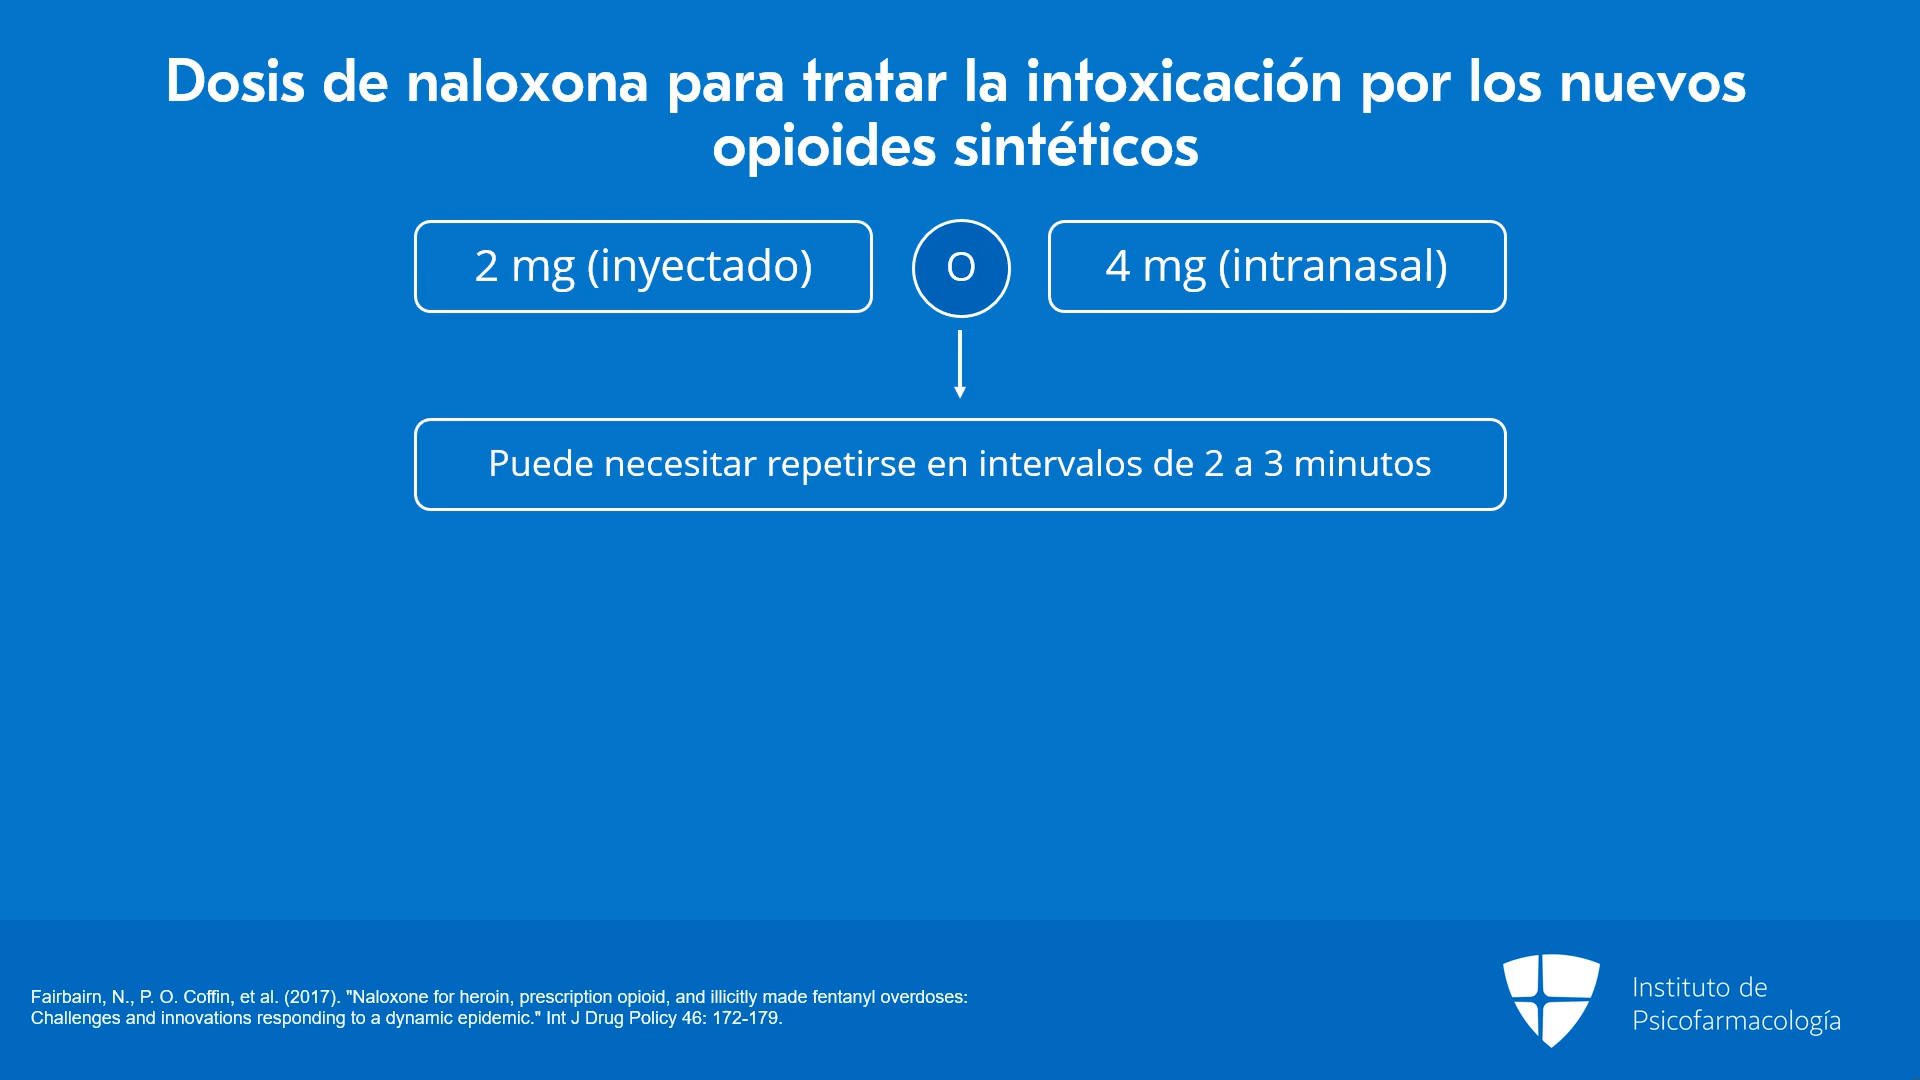 Dosis de naloxona para tratar la intoxicación por los nuevos
opioides sintéticos
2 mg (inyectado)
O
4 mg (intranasal)
Puede necesitar repetirse en intervalos de 2 a 3 minutos
Fairbairn, N., P. O. Coffin, et al. (2017). "Naloxone for heroin, prescription opioid, and illicitly made fentanyl overdoses:
Challenges and innovations responding to a dynamic epidemic." Int J Drug Policy 46: 172-179.
Instituto de
Psicofarmacología